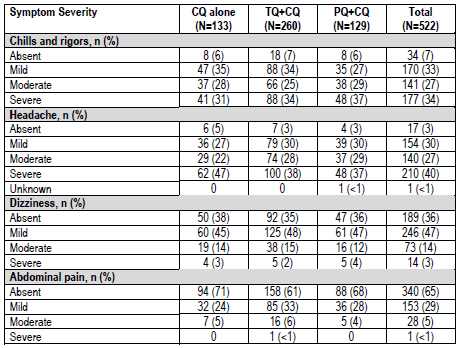 Symptom Severity CQ alone TQ+CQ PQ+CQ Total
(N=133) (N=260) (N=129) (N=522)
Chills and rigors, n (%)
Absent 8 (6) 18 (7) 8 (6) 34 (7)
Mild 47 (35) 88 (34) 35 (27) 170 (33)
Moderate 37 (28) 66 (25) 38 (29) 141 (27)
Severe 41 (31) 88 (34) 48 (37) 177 (34)
Headache, n (%)
Absent 6 (5) 7 (3) 4 (3) 17 (3)
Mild 36 (27) 79 (30) 39 (30) 154 (30)
Moderate 29 (22) 74 (28) 37 (29) 140 (27)
Severe 62 (47) 100 (38) 48 (37) 210 (40)
Unknown 0 0 1 (<1) 1 (<1)
Dizziness, n (%)
Absent 50 (38) 92 (35) 47 (36) 189 (36)
Mild 60 (45) 125 (48) 61 (47) 246 (47)
Moderate 19 (14) 38 (15) 16 (12) 73 (14)
Severe 4 (3) 5 (2) 5 (4) 14 (3)
Abdominal pain, n (%)
Absent 94 (71) 158 (61) 88 (68) 340 (65)
Mild 32 (24) 85 (33) 36 (28) 153 (29)
Moderate 7 (5) 16 (6) 5 (4) 28 (5)
Severe 0 1 (<1) 0 1 (<1)